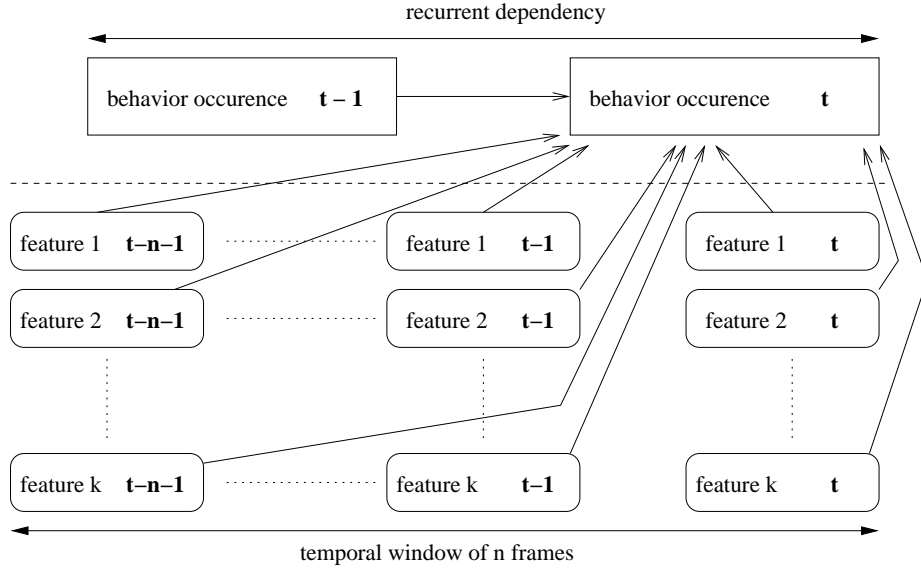 recurrent dependency
behavior occurence t – 1 behavior occurence t
feature 1 t–n–1 feature 1 t–1 feature 1 t
feature 2 t–n–1 feature 2 t–1 feature 2 t
feature k t–n–1 feature k t–1 feature k t
temporal window of n frames